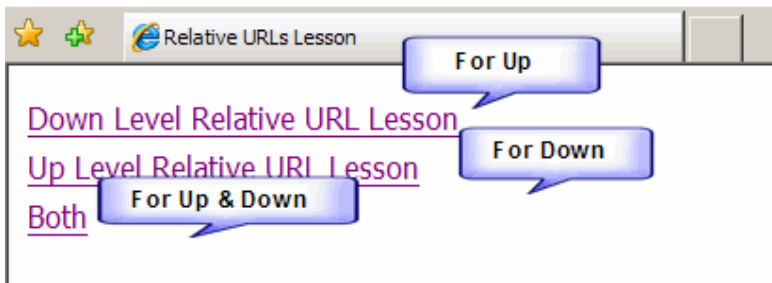 Relative URLs Lesson
For Up
Down Level Relative URL Lesson
For Down
Up Level Relative URL Lesson
For Up & Down
Both